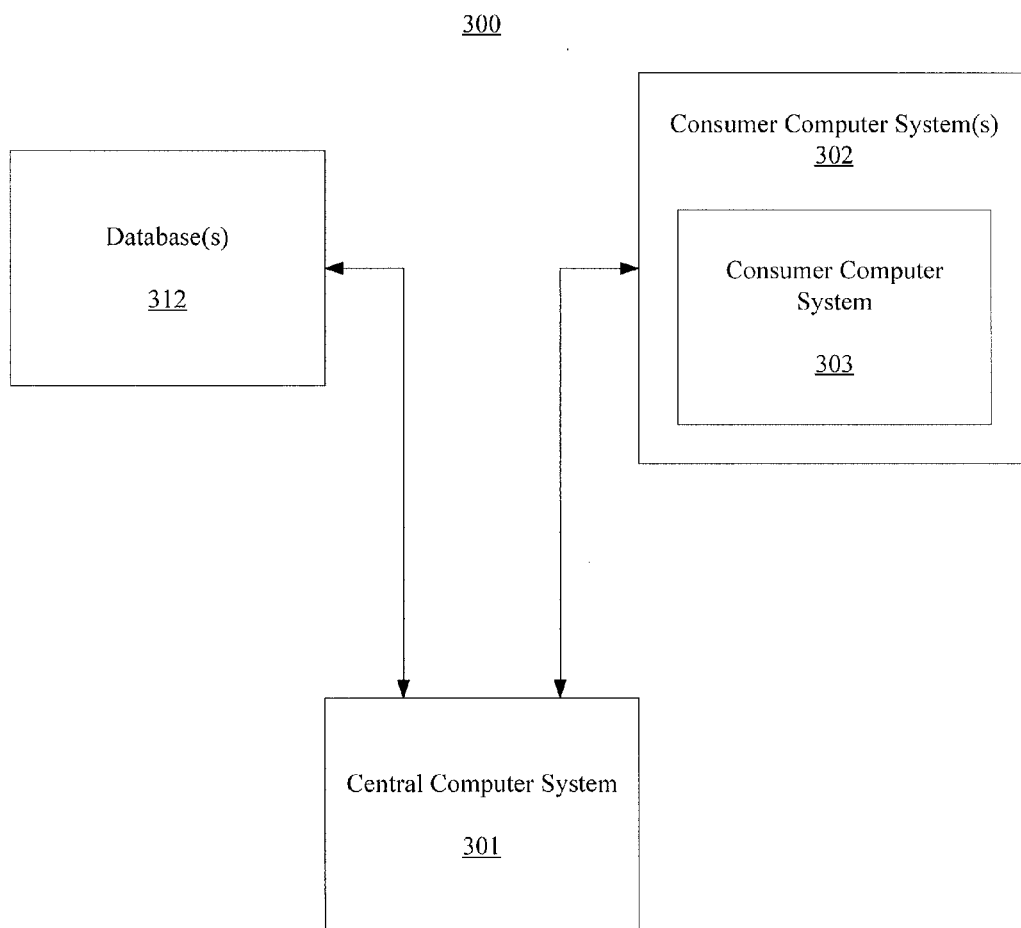 300
Consumer Computer System(s)
302
Database(s)
312
Consumer Computer
System
303
Central Computer System
301